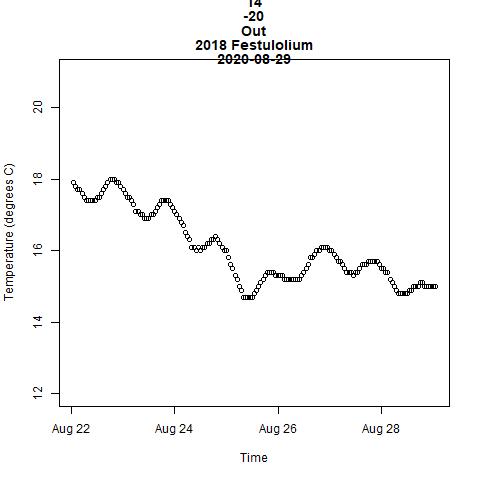 14
-20
Out
2018 Festulolium
2020-08-29
Temperature (degrees C)
20
18
16
14
12
Aug 22
Aug 24
Aug 26
Aug 28
Time